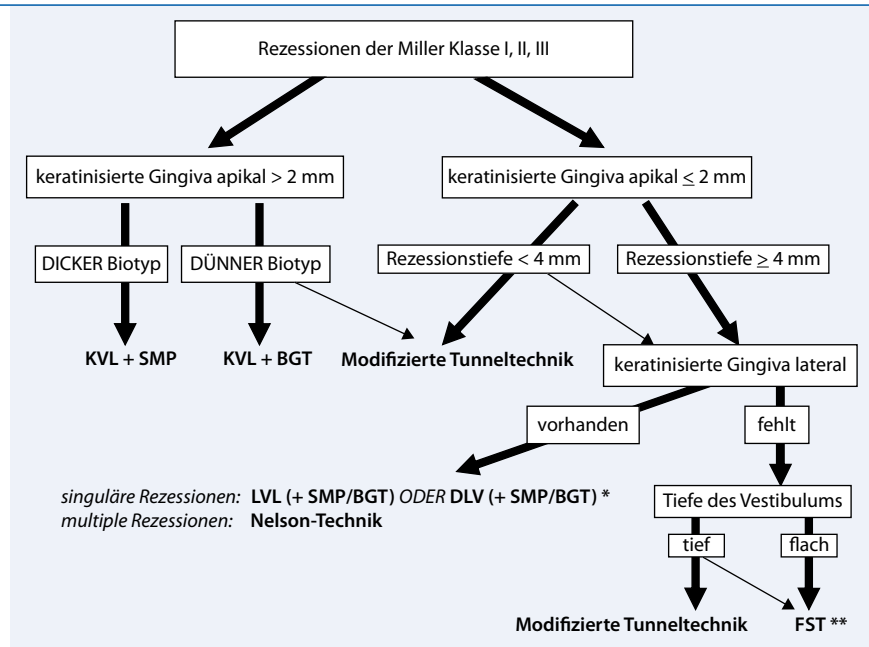 Rezessionen der Miller Klasse I, II, III
keratinisierte Gingiva apikal > 2 mm
keratinisierte Gingiva apikal ≤ 2 mm
DICKER Biotyp
DÜNNER Biotyp
Rezessionstiefe < 4 mm
Rezessionstiefe ≥ 4 mm
KVL + SMP
KVL + BGT
Modifizierte Tunneltechnik
keratinisierte Gingiva lateral
vorhanden
fehlt
singuläre Rezessionen: LVL (+ SMP/BGT) ODER DLV (+ SMP/BGT) *
multiple Rezessionen: Nelson-Technik
Tiefe des Vestibulums
tief
flach
Modifizierte Tunneltechnik
FST **